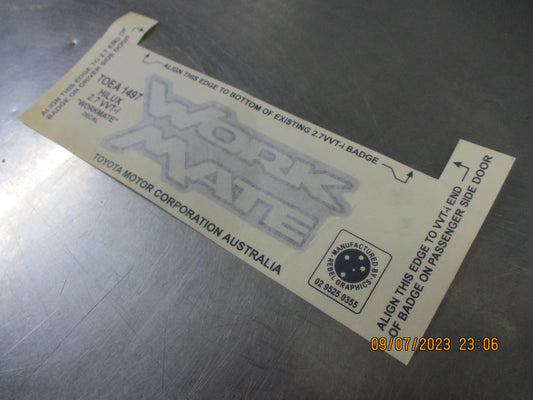 ALIGN THIS EDGE TO 2.7 END OF
BADGE ON DRIVER SIDE DOOR
ALIGN THIS EDGE TO BOTTOM OF EXISTING 2.7VVT-i BADGE
TOEA 1497
HILUX
2.7 VVT-i
"WORKMATE"
DECAL
WORK
MATE
TOYOTA MOTOR CORPORATION AUSTRALIA
MANUFACTURED BY:
REBEL GRAPHICS
02 9525 0355
ALIGN THIS EDGE TO VVT-i END
OF BADGE ON PASSENGER SIDE DOOR
09/07/2023 23:06